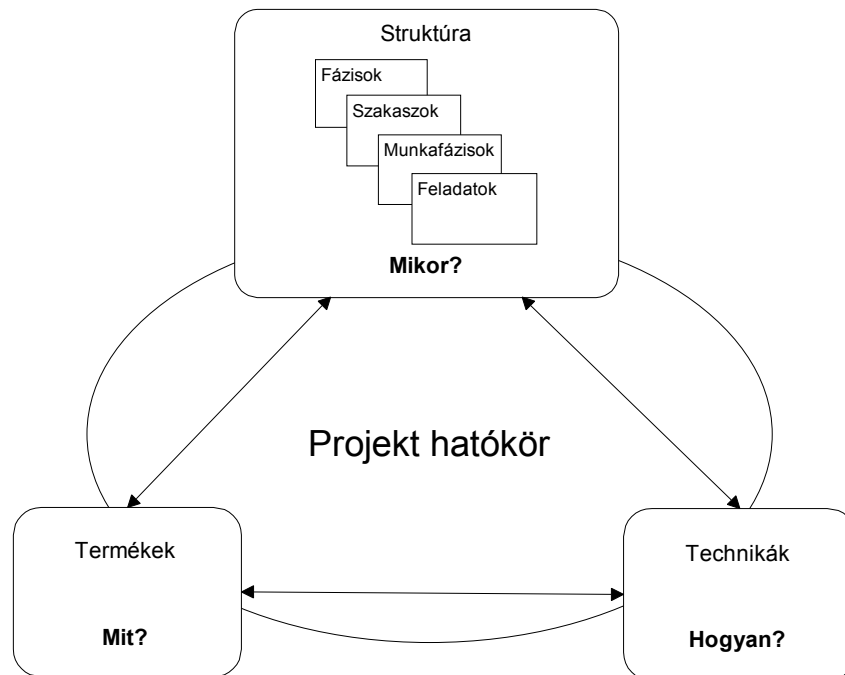 Struktúra
Fázisok
Szakaszok
Munkafázisok
Feladatok
Mikor?
Projekt hatókör
Termékek
Mit?
Technikák
Hogyan?